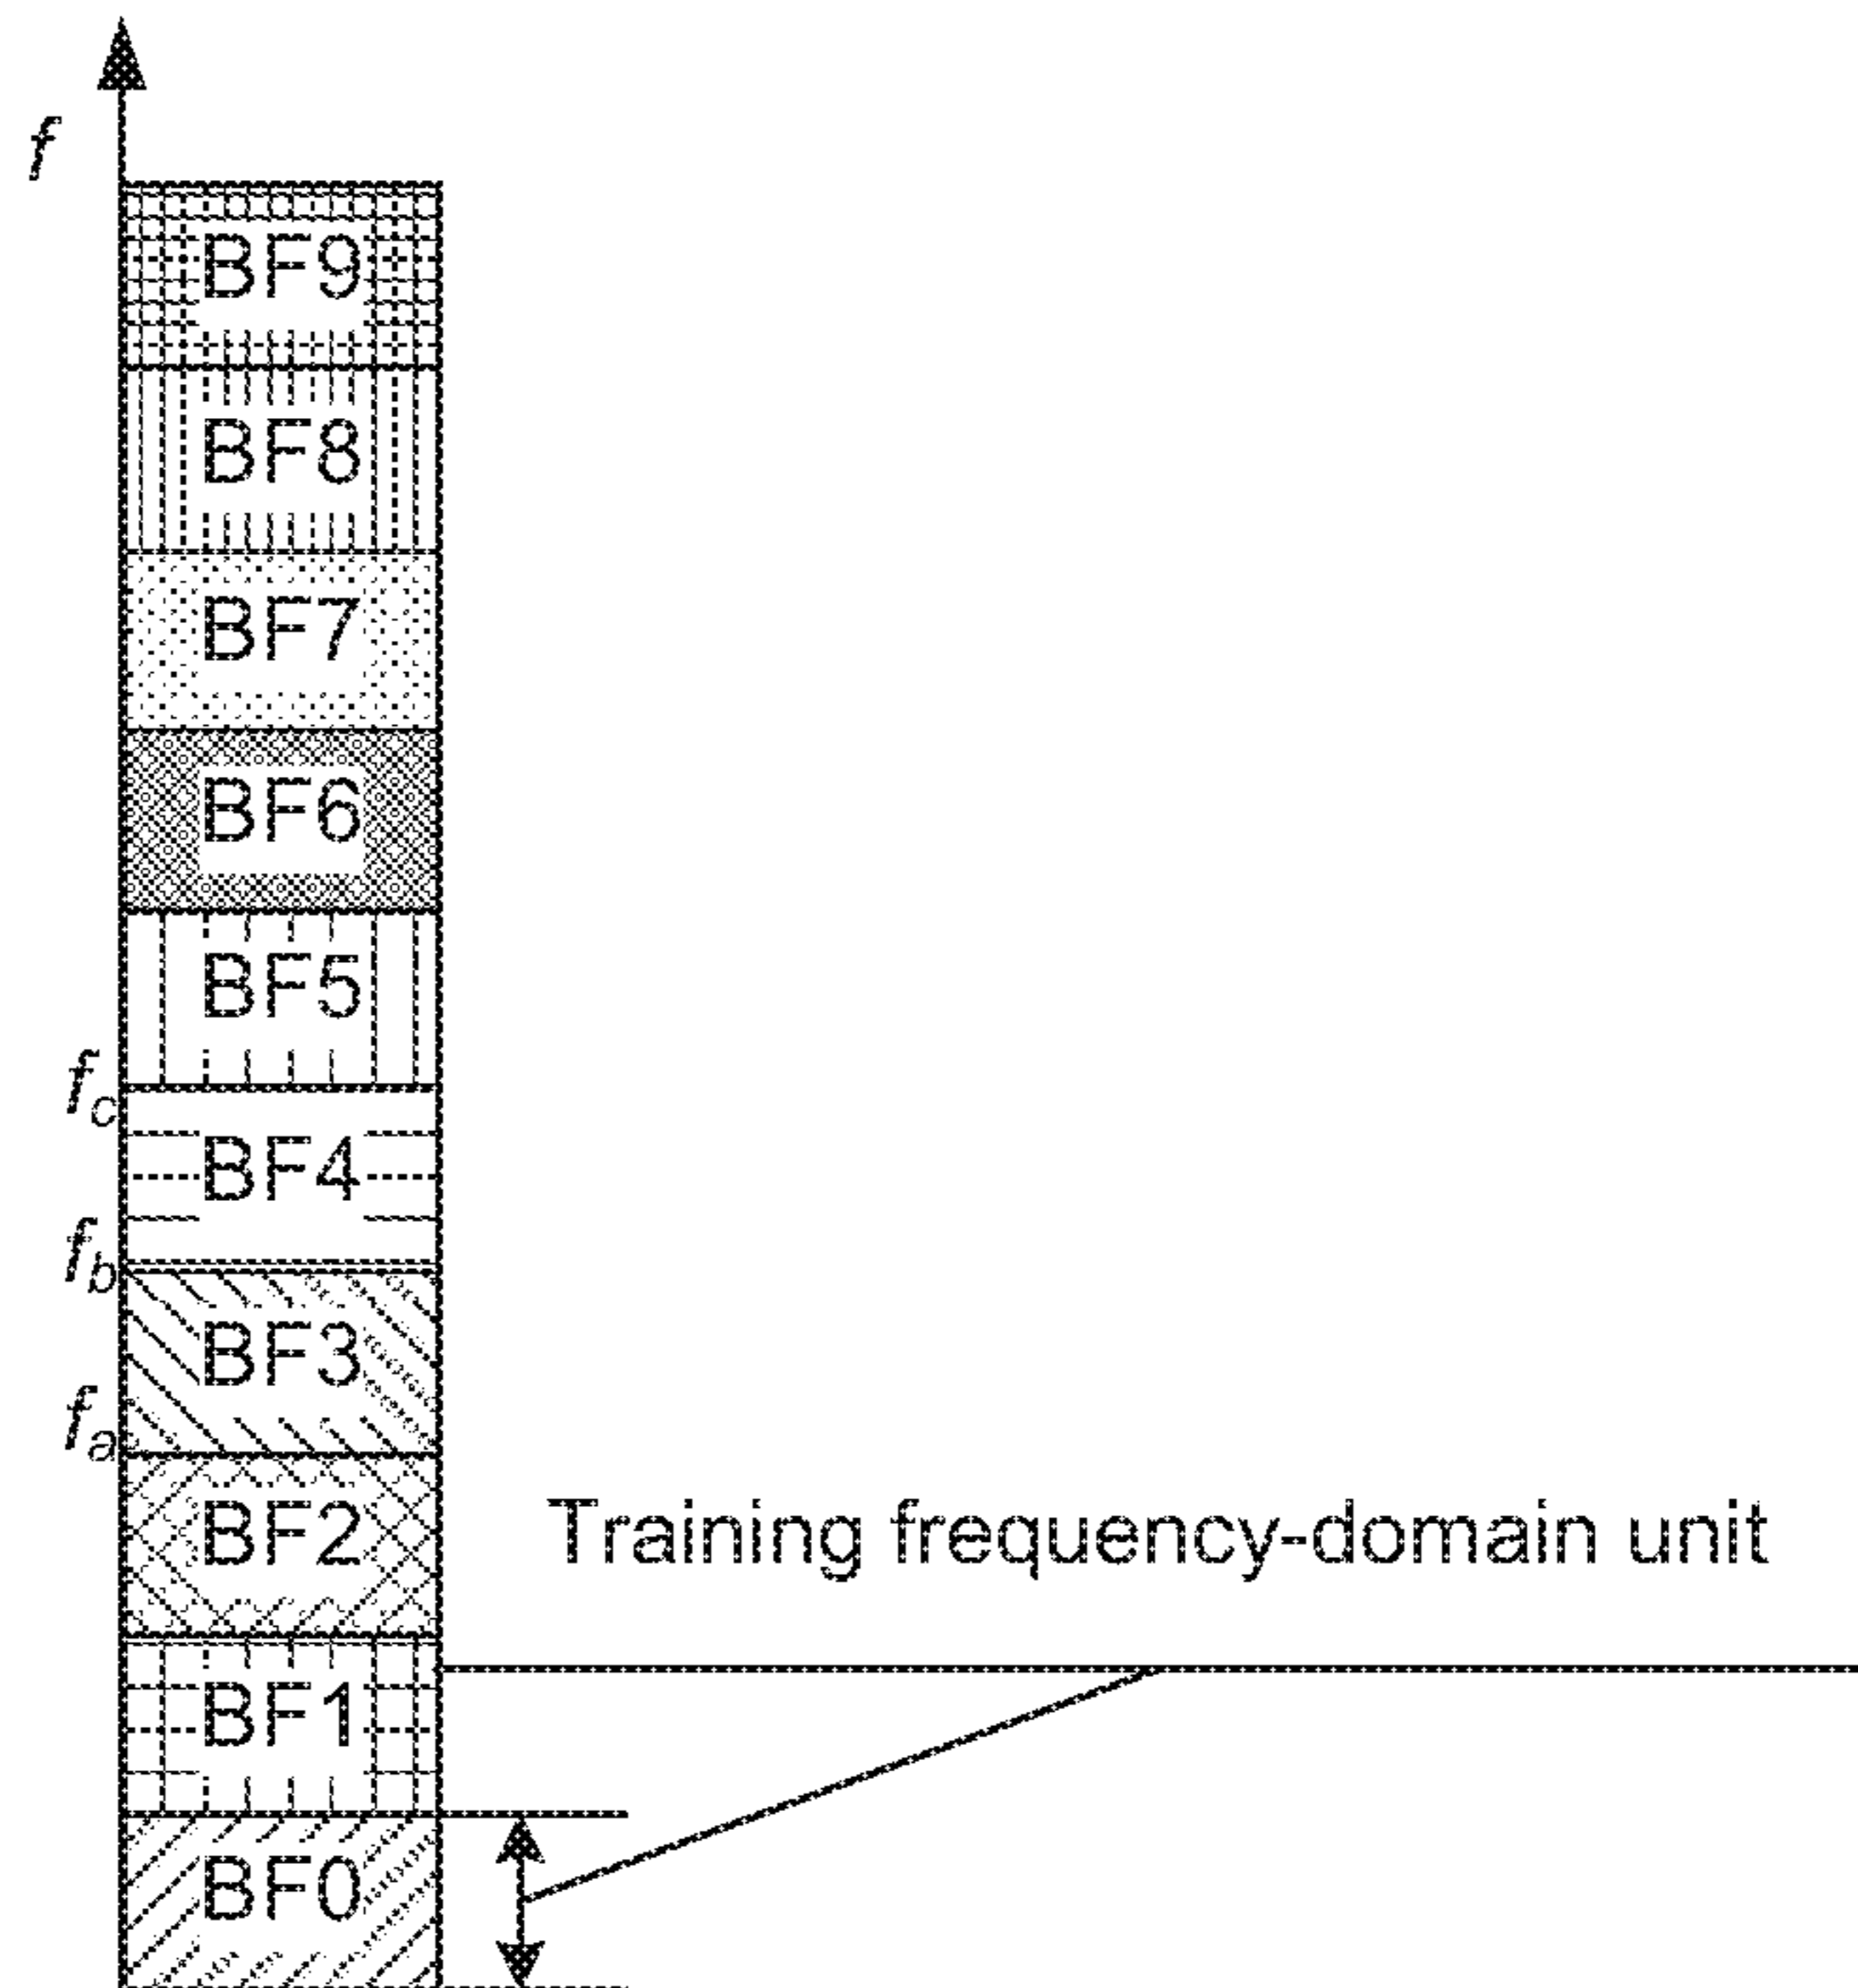 f
BF9
BF8
BF7
BF6
BF5
fc
BF4
fb
BF3
fa
BF2
Training frequency-domain unit
BF1
BF0